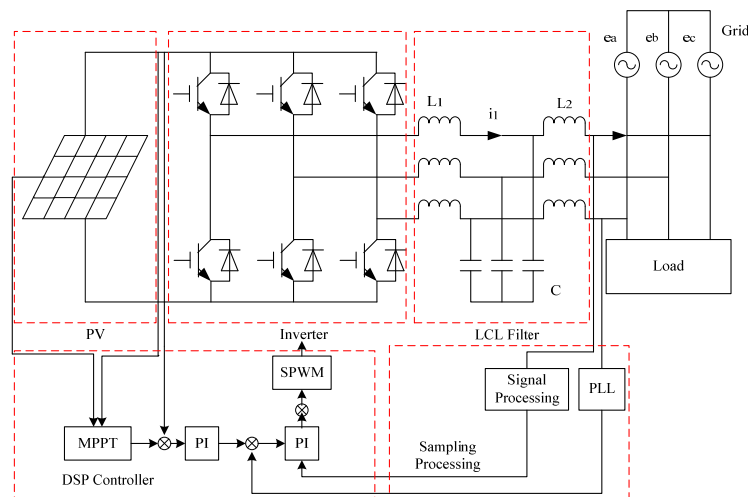 ea
eb
ec
Grid
L1
i1
L2
C
Load
PV
Inverter
LCL Filter
SPWM
Signal
Processing
PLL
MPPT
PI
PI
Sampling
Processing
DSP Controller